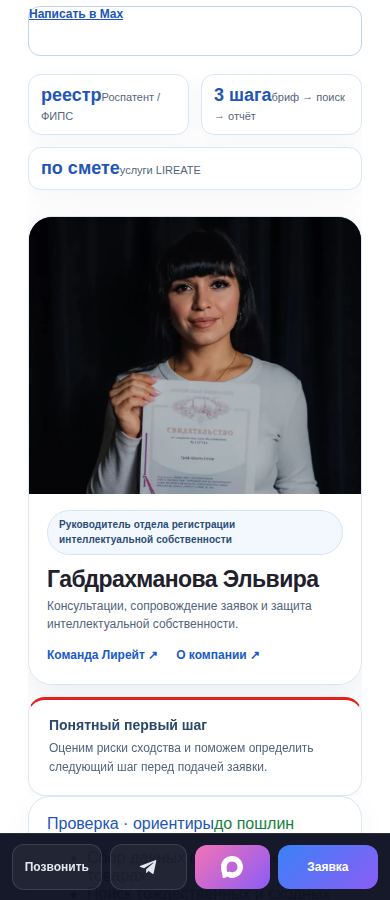 Написать в Max
реестрРоспатент /
ФИПС
3 шагабриф → поиск
→ отчёт
по сметеуслуги LIREATE
СВИДЕТЕЛЬСТВО
Руководитель отдела регистрации
интеллектуальной собственности
Габдрахманова Эльвира
Консультации, сопровождение заявок и защита
интеллектуальной собственности.
Команда Лирейт ↗ О компании ↗
Понятный первый шаг
Оценим риски сходства и поможем определить
следующий шаг перед подачей заявки.
Проверка · ориентирыдо пошлин
Позвонить
Заявка